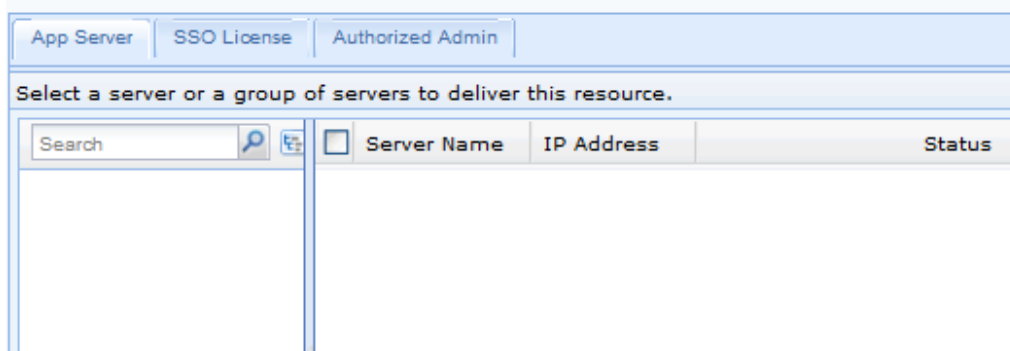 App Server SSO License Authorized Admin
Select a server or a group of servers to deliver this resource.
Search Server Name IP Address Status